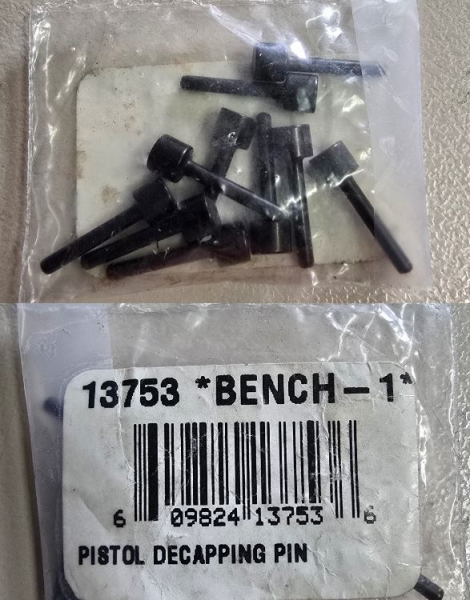 13753 *BENCH-1*
6 09824 13753 6
PISTOL DECAPPING PIN